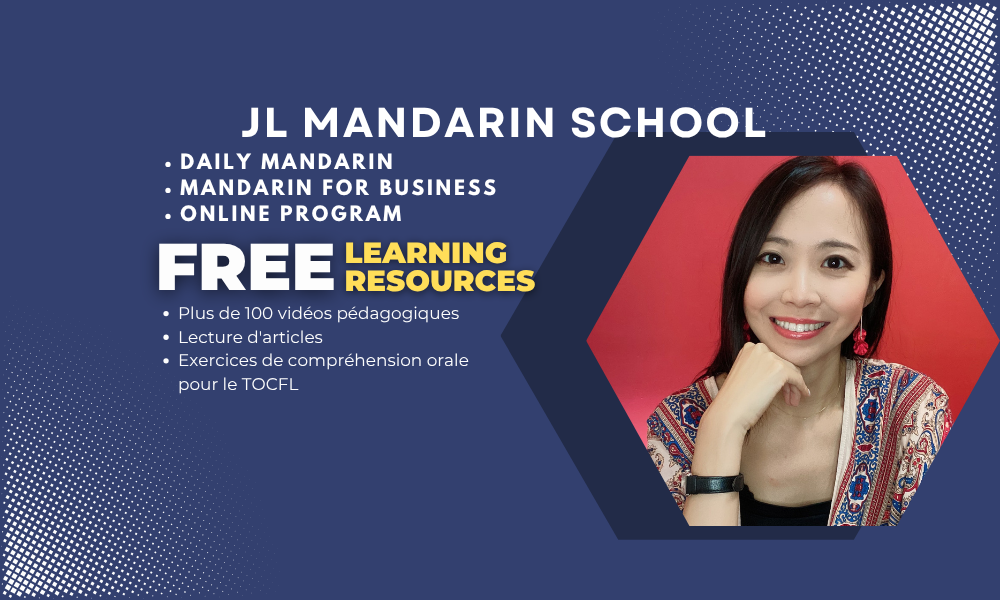 JL MANDARIN SCHOOL
• DAILY MANDARIN
• MANDARIN FOR BUSINESS
• ONLINE PROGRAM
FREE LEARNING RESOURCES
• Plus de 100 vidéos pédagogiques
• Lecture d'articles
• Exercices de compréhension orale
pour le TOCFL